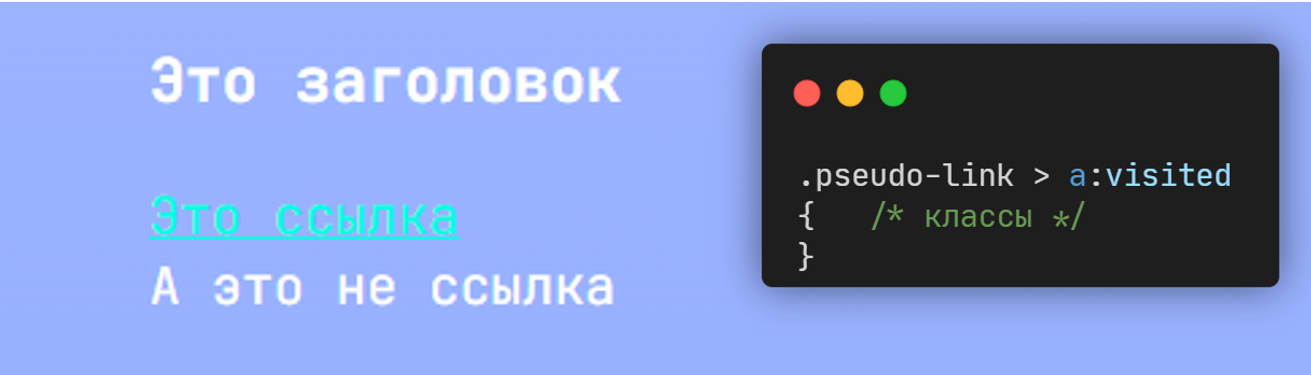 Это заголовок
Это ссылка
А это не ссылка
.pseudo-link > a:visited
{   /* классы */
}